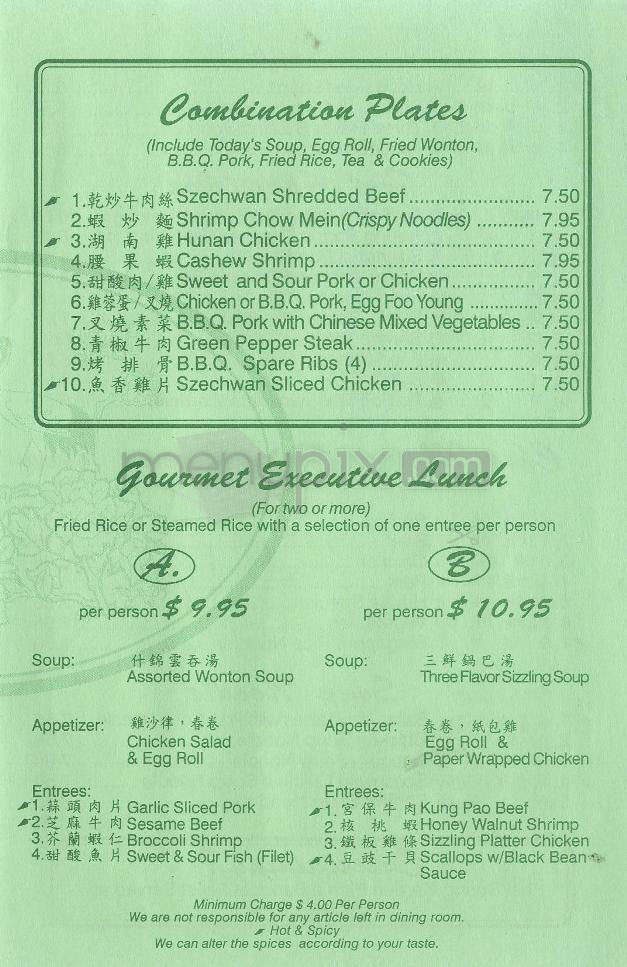 Combination Plates
(Include Today's Soup, Egg Roll, Fried Wonton,
B.B.Q. Pork, Fried Rice, Tea & Cookies)
1.乾炒牛肉絲 Szechwan Shredded Beef .................... 7.50
2.蝦炒麵 Shrimp Chow Mein(Crispy Noodles) ........... 7.95
3.湖南雞 Hunan Chicken ................................... 7.50
4.腰果蝦 Cashew Shrimp ................................... 7.95
5.甜酸肉/雞 Sweet and Sour Pork or Chicken ............. 7.50
6.雞蓉蛋/叉燒 Chicken or B.B.Q. Pork, Egg Foo Young ............ 7.50
7.叉燒素菜 B.B.Q. Pork with Chinese Mixed Vegetables .. 7.50
8.青椒牛肉 Green Pepper Steak ............................ 7.50
9.烤排骨 B.B.Q. Spare Ribs (4) .......................... 7.50
10.魚香雞片 Szechwan Sliced Chicken .................... 7.50
menupix.com
Gourmet Executive Lunch
(For two or more)
Fried Rice or Steamed Rice with a selection of one entree per person
A.
per person $ 9.95
Soup: 什錦雲吞湯
Assorted Wonton Soup
Appetizer: 雞沙律，春卷
Chicken Salad
& Egg Roll
Entrees:
1.蒜頭肉片 Garlic Sliced Pork
2.芝麻牛肉 Sesame Beef
3.芥蘭蝦仁 Broccoli Shrimp
4.甜酸魚片 Sweet & Sour Fish (Filet)
B
per person $ 10.95
Soup: 三鮮鍋巴湯
Three Flavor Sizzling Soup
Appetizer: 春卷，紙包雞
Egg Roll &
Paper Wrapped Chicken
Entrees:
1.宮保牛肉 Kung Pao Beef
2.核桃蝦 Honey Walnut Shrimp
3.鐵板雞條 Sizzling Platter Chicken
4.豆豉干貝 Scallops w/Black Bean
Sauce
Minimum Charge $ 4.00 Per Person
We are not responsible for any article left in dining room.
Hot & Spicy
We can alter the spices according to your taste.